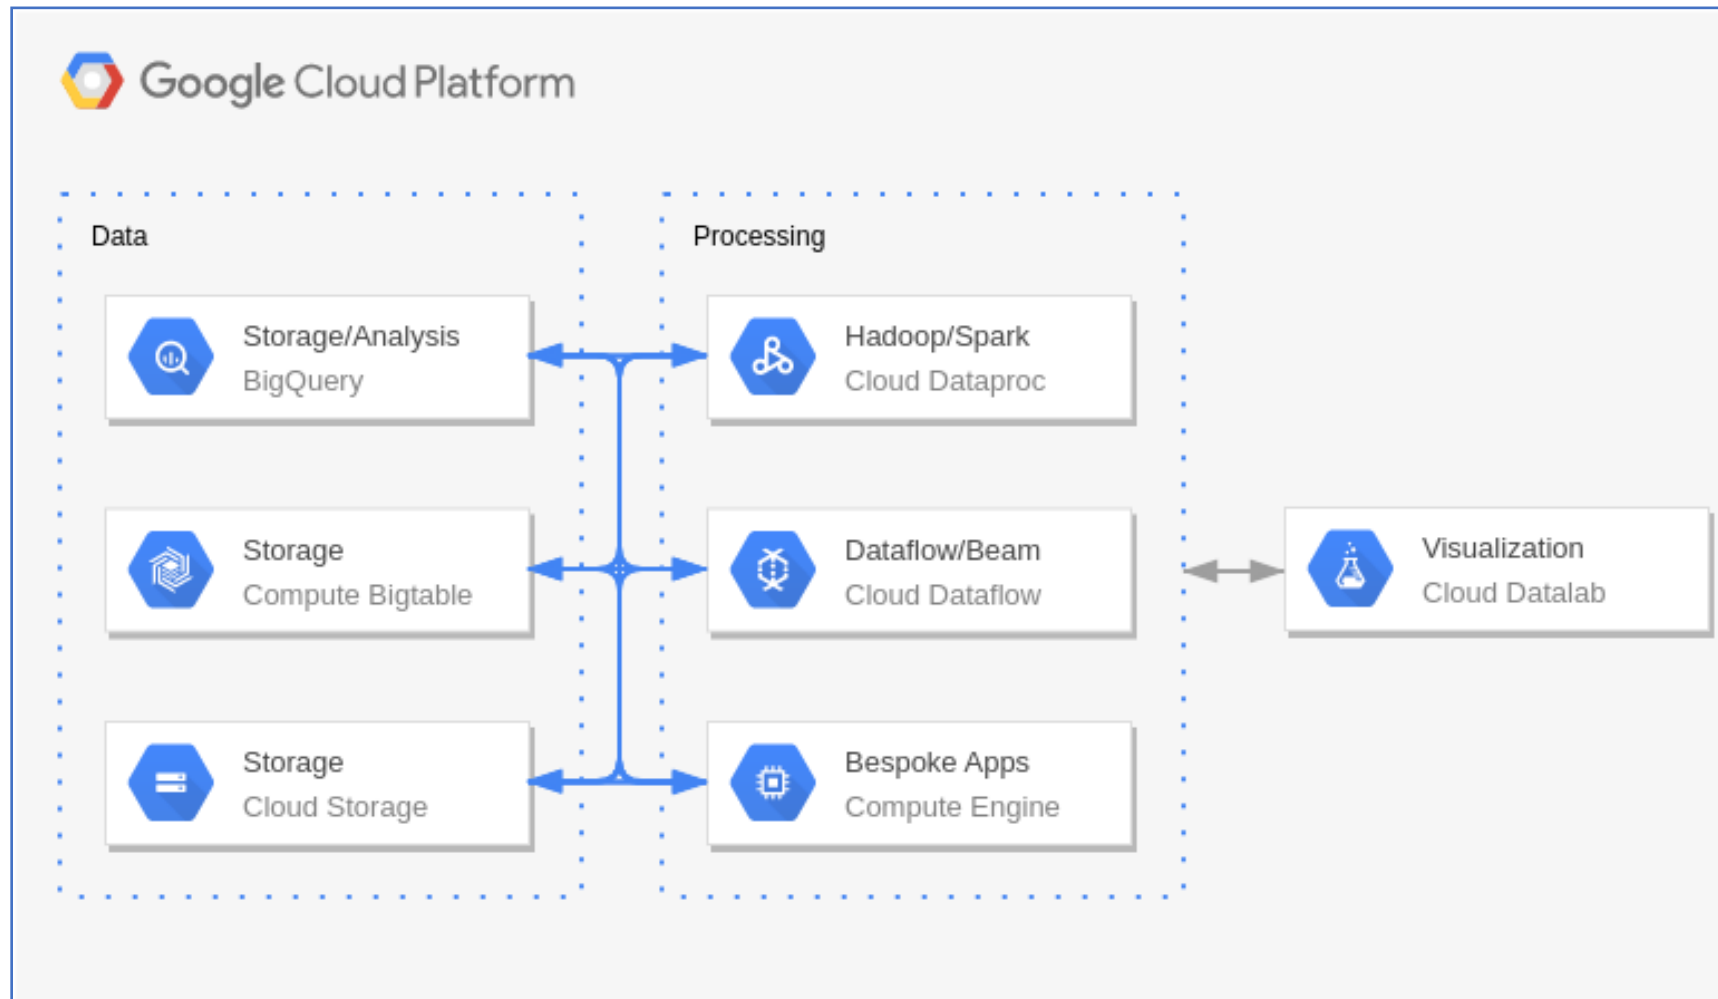 Google Cloud Platform
Data
Storage/Analysis
BigQuery
Storage
Compute Bigtable
Storage
Cloud Storage
Processing
Hadoop/Spark
Cloud Dataproc
Dataflow/Beam
Cloud Dataflow
Bespoke Apps
Compute Engine
Visualization
Cloud Datalab